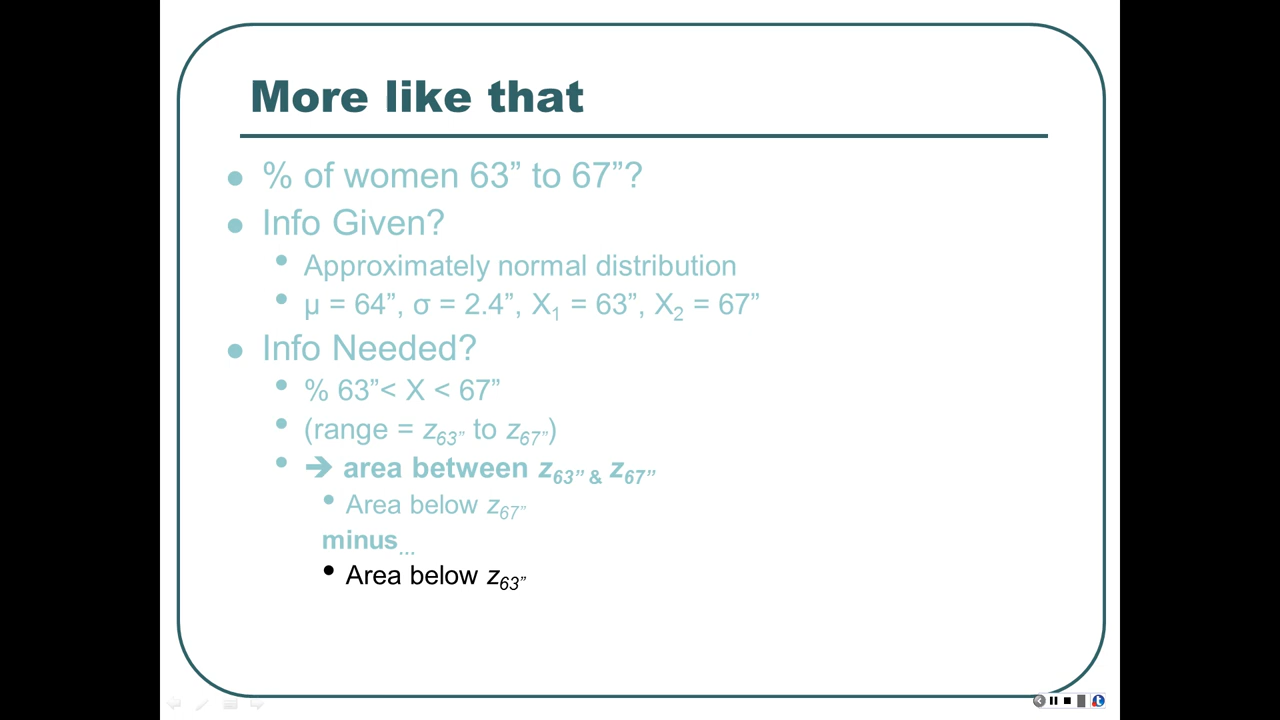 More like that
● % of women 63” to 67”?
● Info Given?
• Approximately normal distribution
• μ = 64”, σ = 2.4”, X₁ = 63”, X₂ = 67”
● Info Needed?
• % 63”< X < 67”
• (range = z63” to z67”)
• ➔ area between z63” & z67”
• Area below z67”
minus...
• Area below z63”